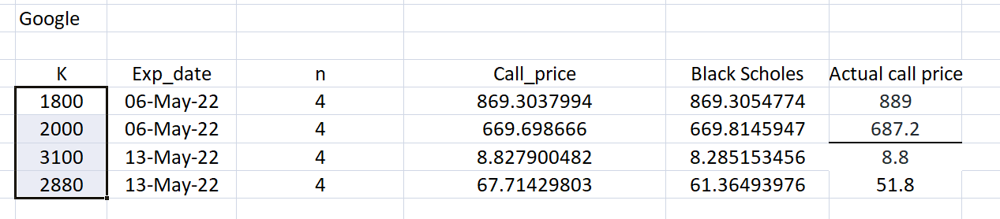 Google
K Exp_date n Call_price Black Scholes Actual call price
1800 06-May-22 4 869.3037994 869.3054774 889
2000 06-May-22 4 669.698666 669.8145947 687.2
3100 13-May-22 4 8.827900482 8.285153456 8.8
2880 13-May-22 4 67.71429803 61.36493976 51.8